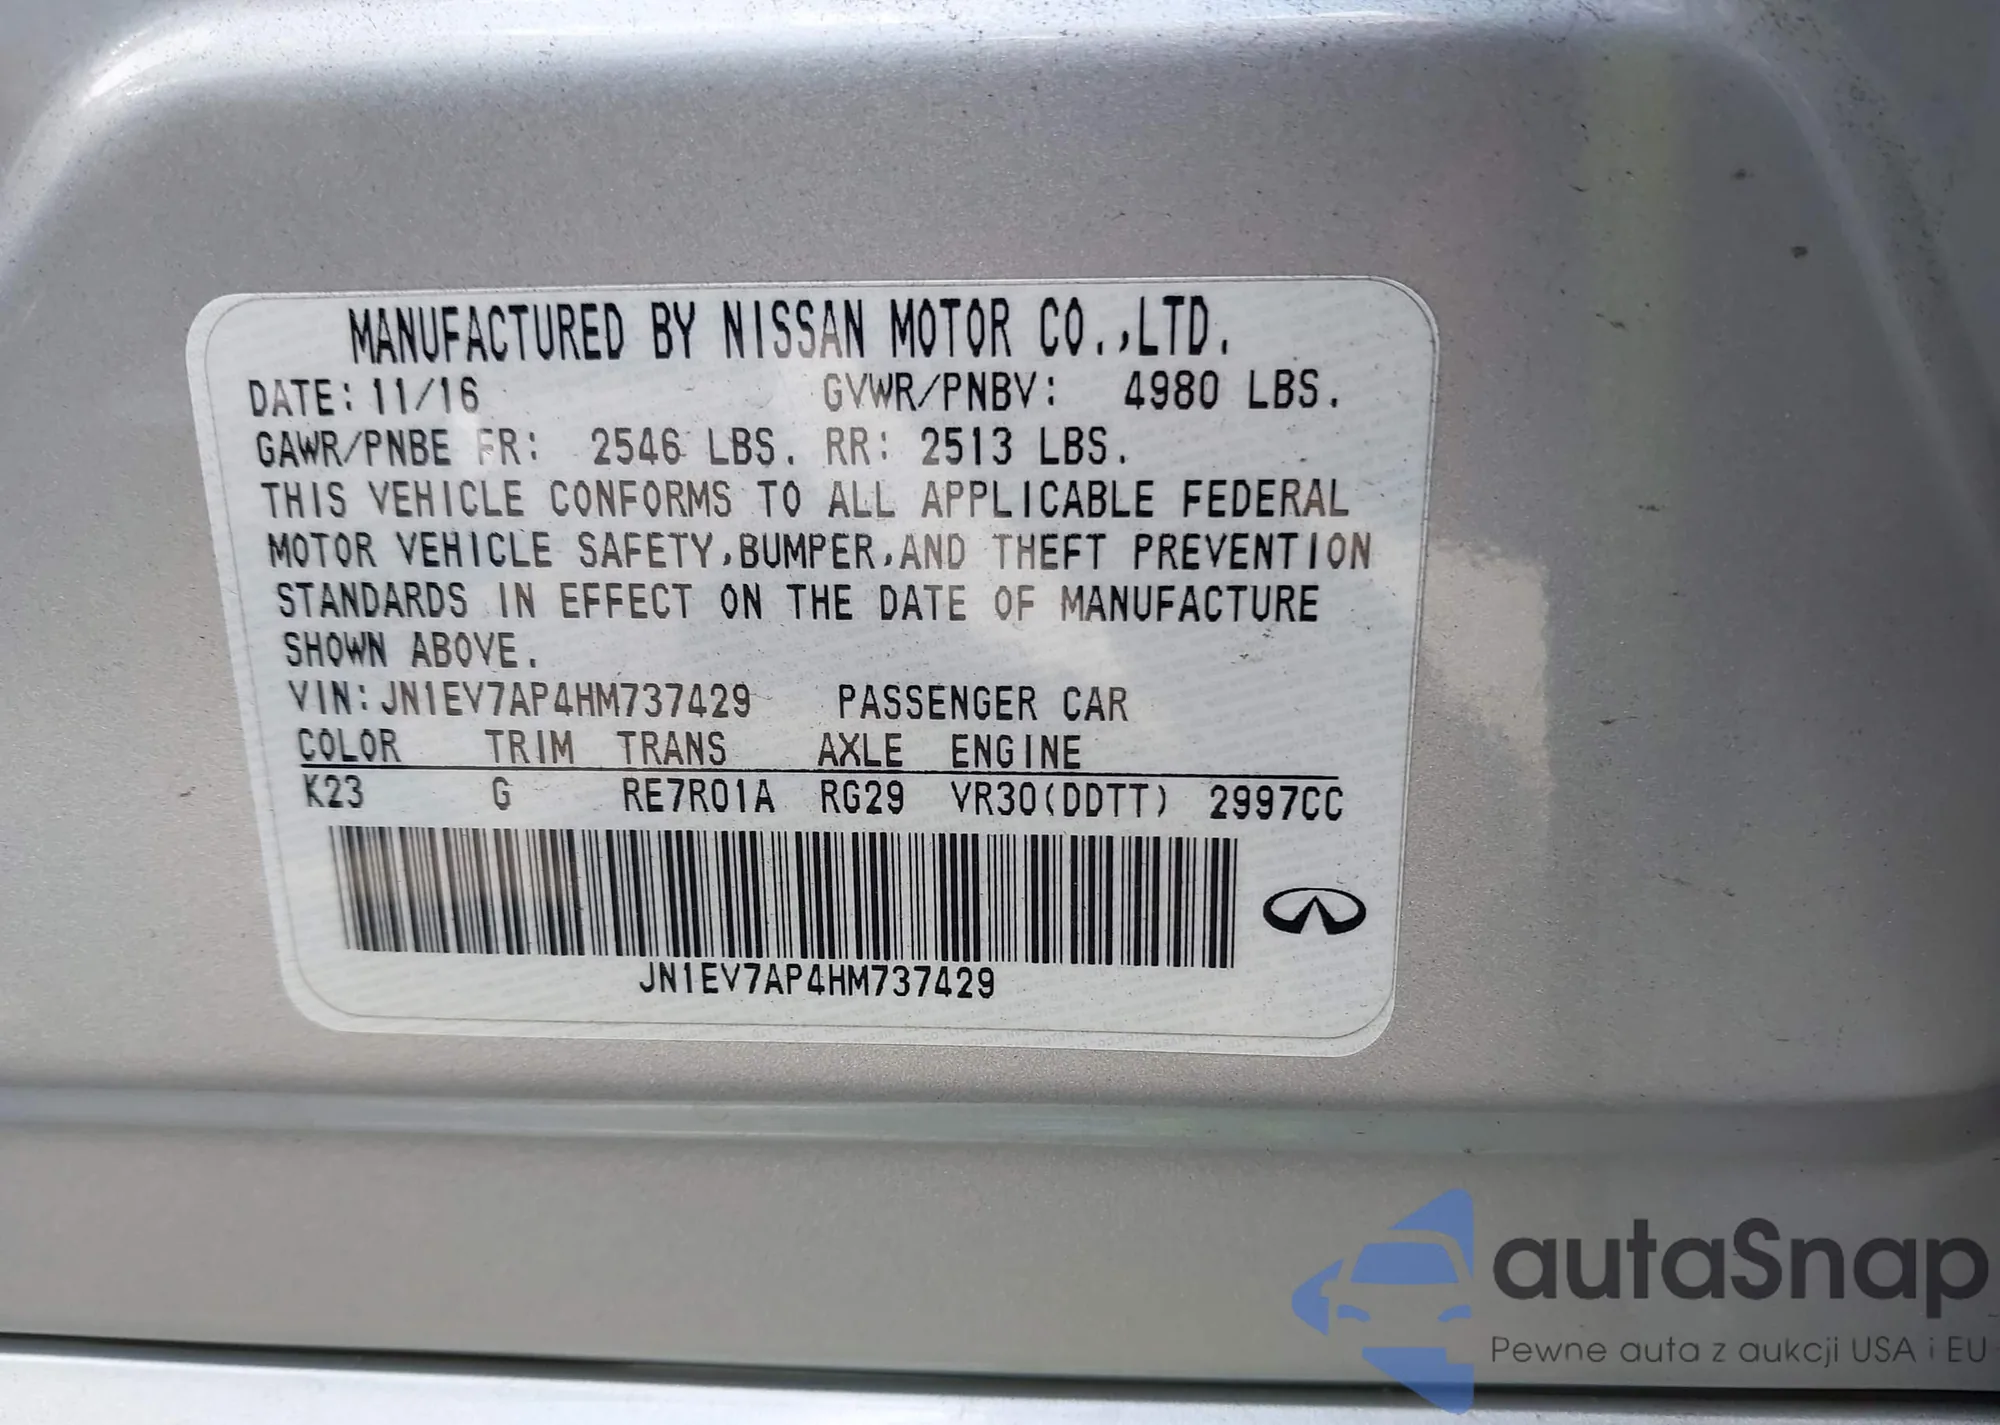 MANUFACTURED BY NISSAN MOTOR CO.,LTD.
DATE: 11/16 GVWR/PNBV: 4980 LBS.
GAWR/PNBE FR: 2546 LBS. RR: 2513 LBS.
THIS VEHICLE CONFORMS TO ALL APPLICABLE FEDERAL
MOTOR VEHICLE SAFETY,BUMPER,AND THEFT PREVENTION
STANDARDS IN EFFECT ON THE DATE OF MANUFACTURE
SHOWN ABOVE.
VIN:JN1EV7AP4HM737429 PASSENGER CAR
COLOR TRIM TRANS AXLE ENGINE
K23 G RE7R01A RG29 VR30(DDTT) 2997CC
JN1EV7AP4HM737429
autaSnap
Pewne auta z aukcji USA i EU